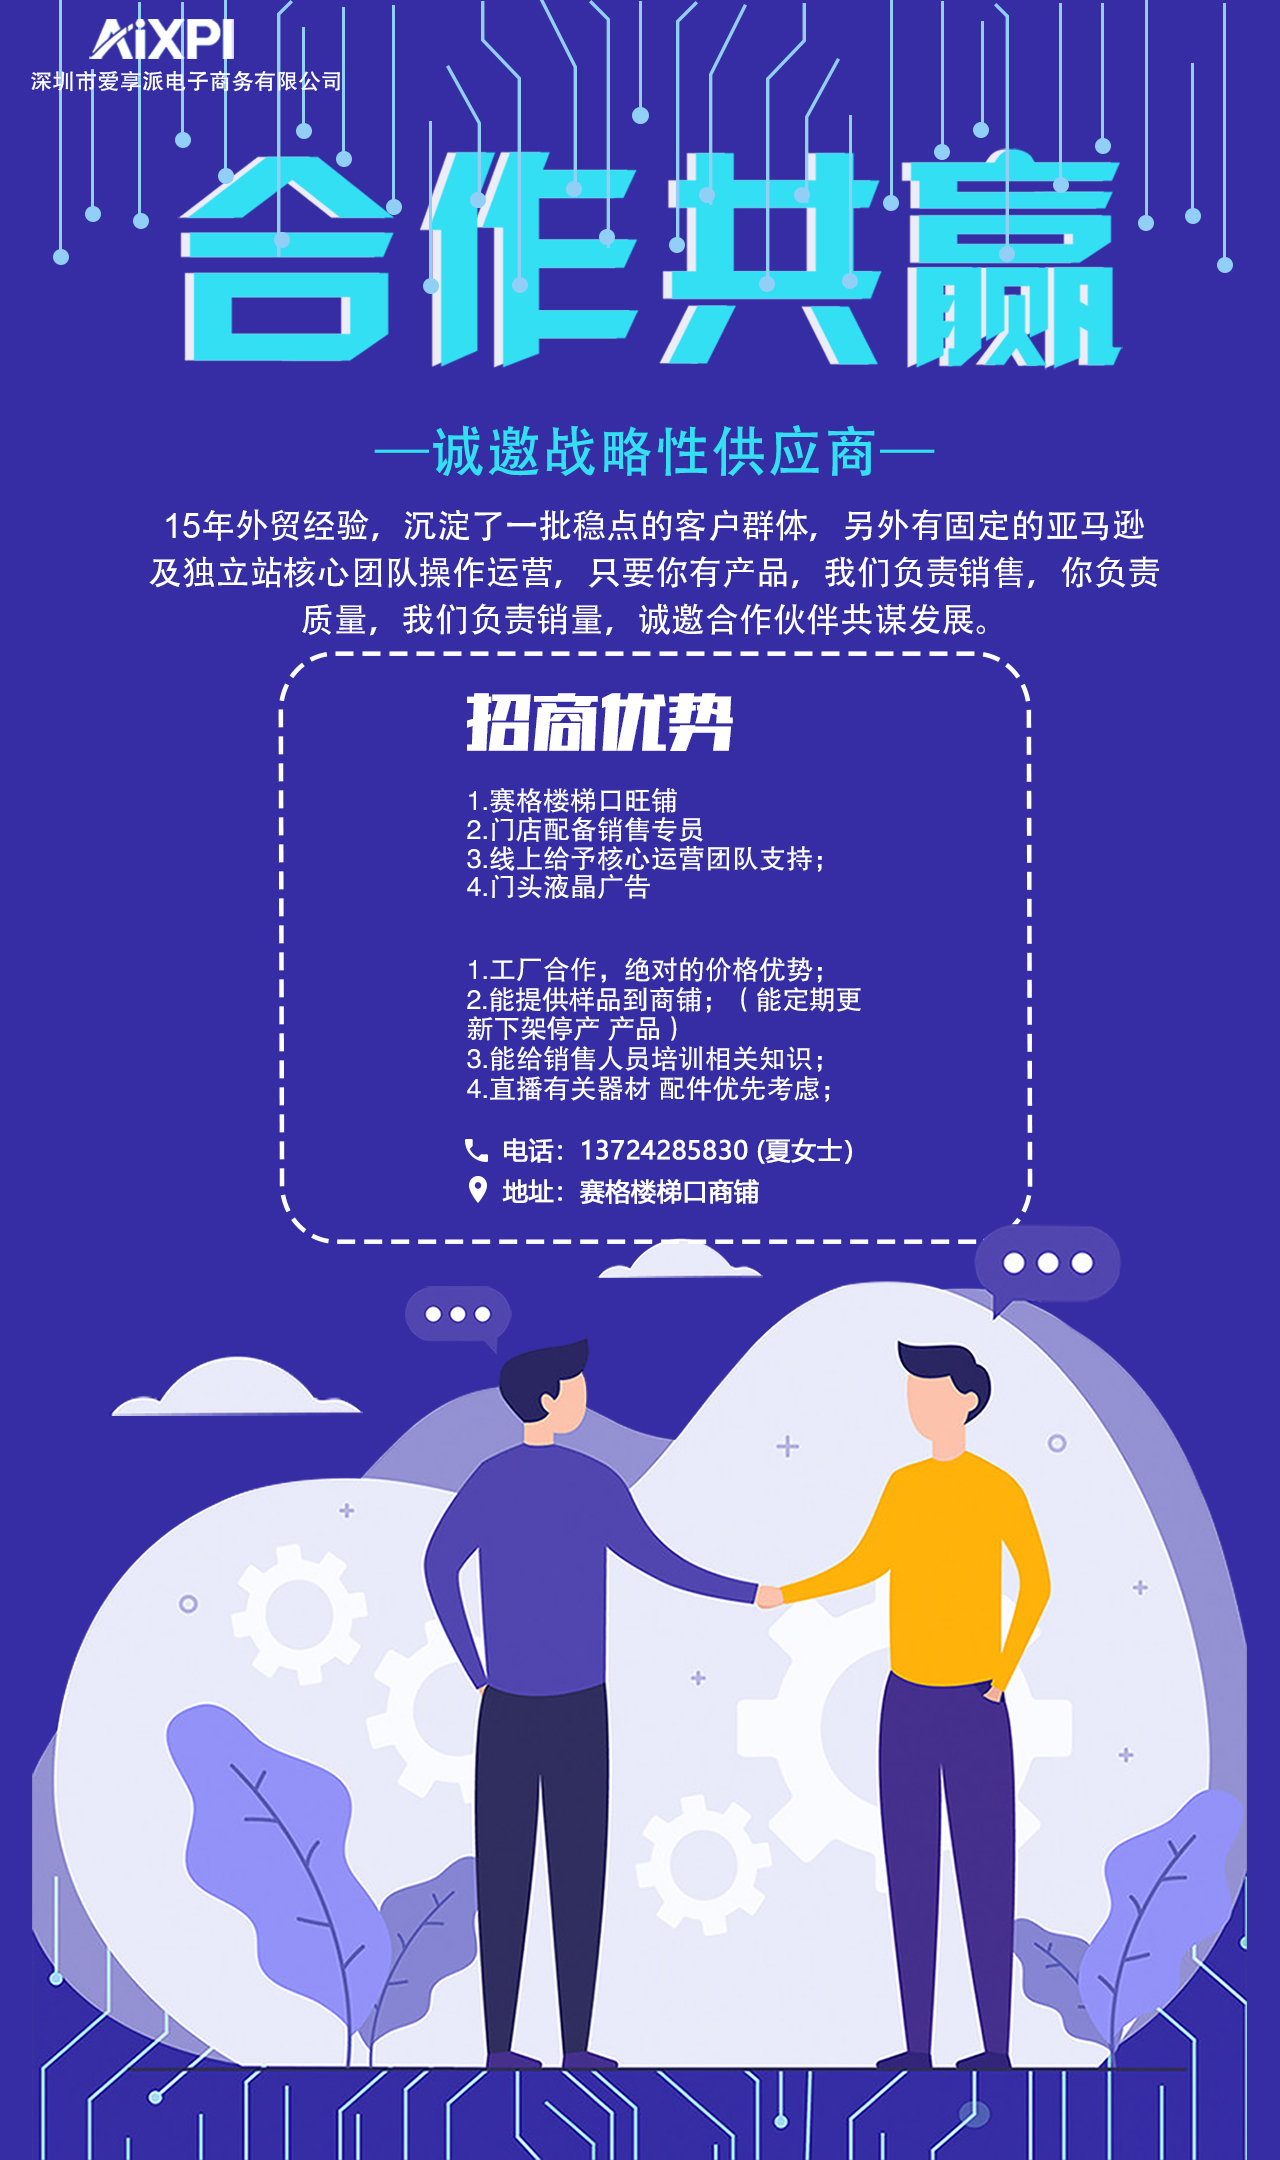 AiXPI
深圳市爱享派电子商务有限公司
合作共赢
—诚邀战略性供应商—
15年外贸经验，沉淀了一批稳点的客户群体，另外有固定的亚马逊
及独立站核心团队操作运营，只要你有产品，我们负责销售，你负责
质量，我们负责销量，诚邀合作伙伴共谋发展。
招商优势
1.赛格楼梯口旺铺
2.门店配备销售专员
3.线上给予核心运营团队支持；
4.门头液晶广告
1.工厂合作，绝对的价格优势；
2.能提供样品到商铺；（能定期更
新下架停产 产品）
3.能给销售人员培训相关知识；
4.直播有关器材 配件优先考虑；
电话：13724285830 (夏女士)
地址：赛格楼梯口商铺